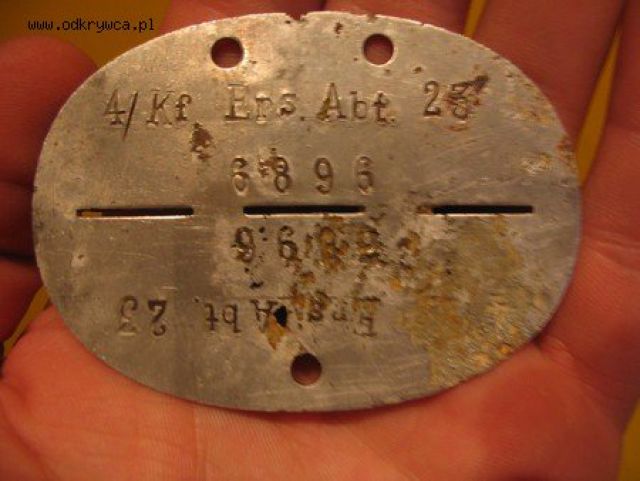 www.odkrywca.pl
4/Kf. Ers. Abt. 23
6896
6896
Ers. Abt. 23